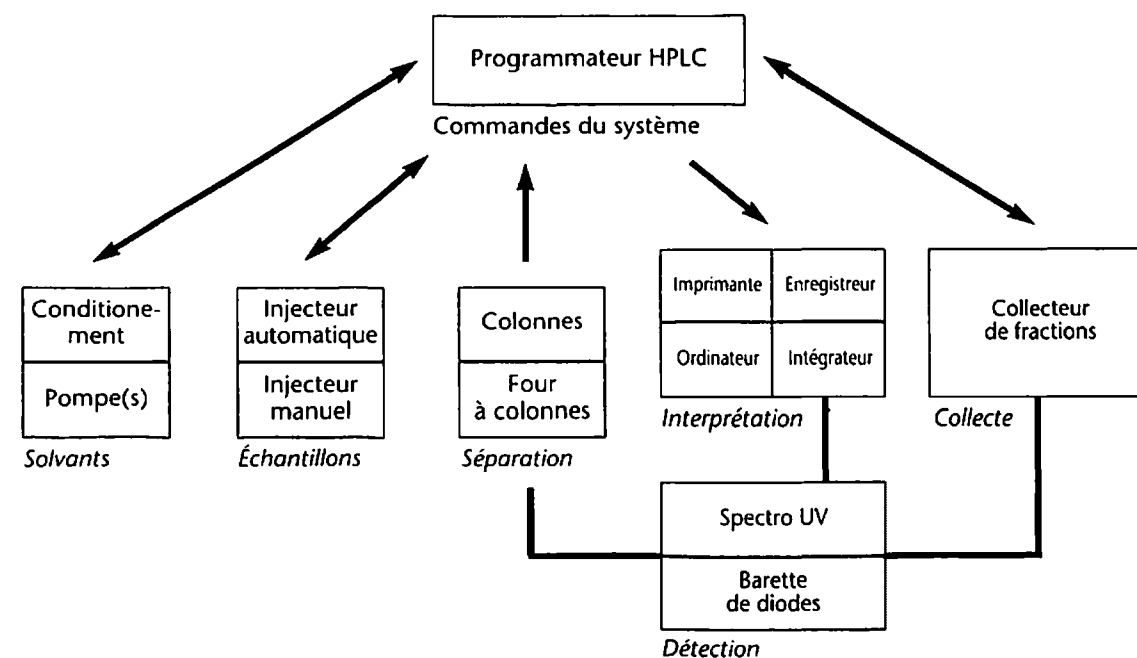 Programmateur HPLC
Commandes du système
Conditione-
ment
Pompe(s)
Solvants
Injecteur
automatique
Injecteur
manuel
Échantillons
Colonnes
Four
à colonnes
Séparation
Imprimante
Enregistreur
Ordinateur
Intégrateur
Interprétation
Collecteur
de fractions
Collecte
Spectro UV
Barette
de diodes
Détection